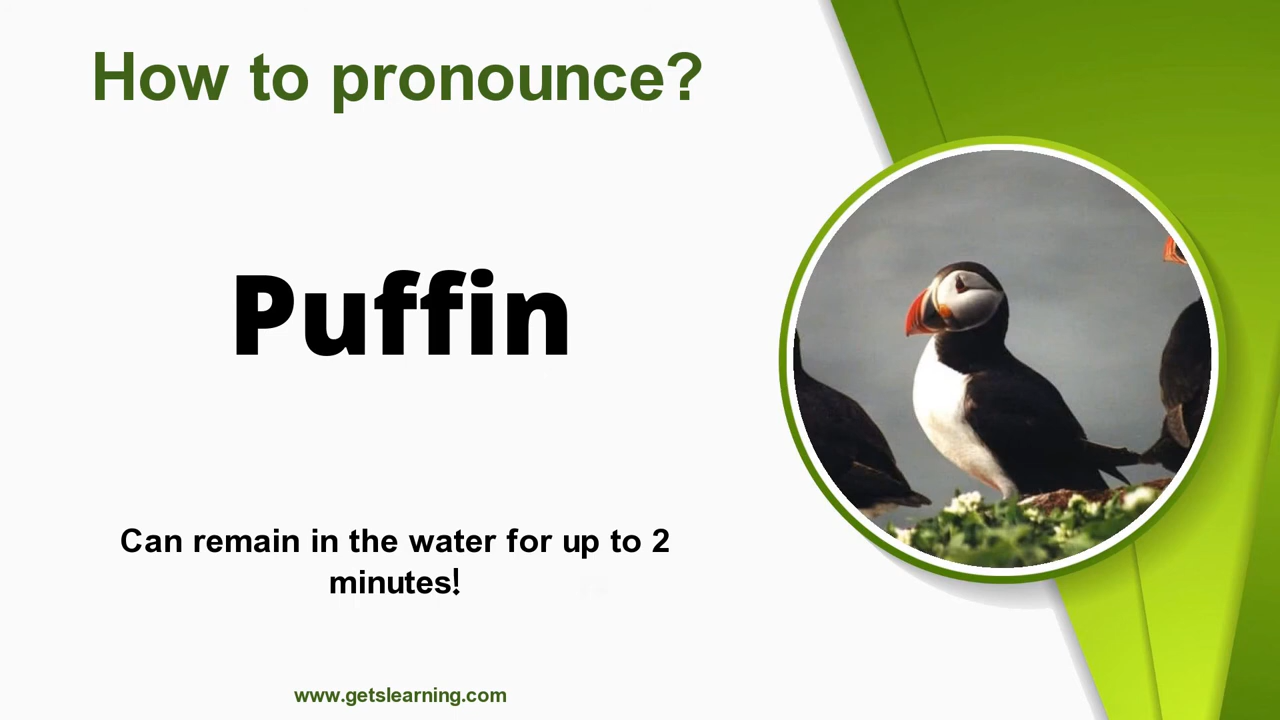 How to pronounce?
Puffin
Can remain in the water for up to 2
minutes!
www.getslearning.com